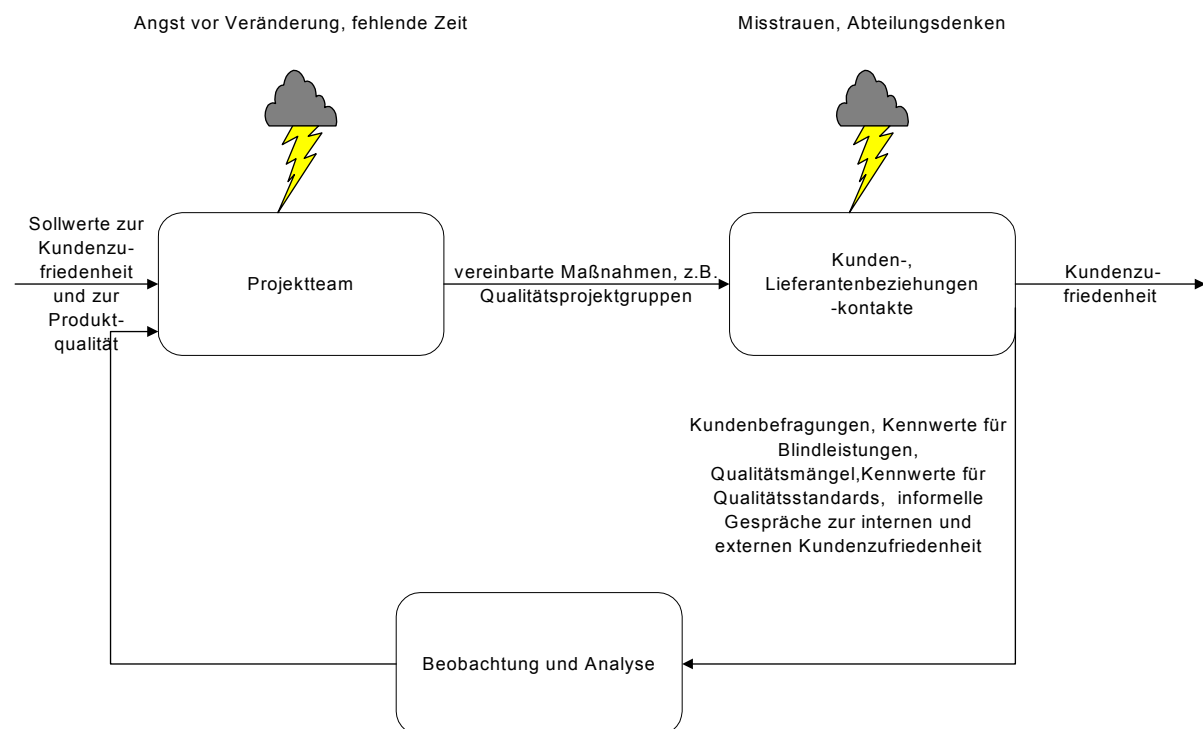 Angst vor Veränderung, fehlende Zeit
Misstrauen, Abteilungsdenken
Sollwerte zur
Kundenzu-
friedenheit
und zur
Produkt-
qualität
Projektteam
vereinbarte Maßnahmen, z.B.
Qualitätsprojektgruppen
Kunden-,
Lieferantenbeziehungen
-kontakte
Kundenzu-
friedenheit
Kundenbefragungen, Kennwerte für
Blindleistungen,
Qualitätsmängel,Kennwerte für
Qualitätsstandards, informelle
Gespräche zur internen und
externen Kundenzufriedenheit
Beobachtung und Analyse